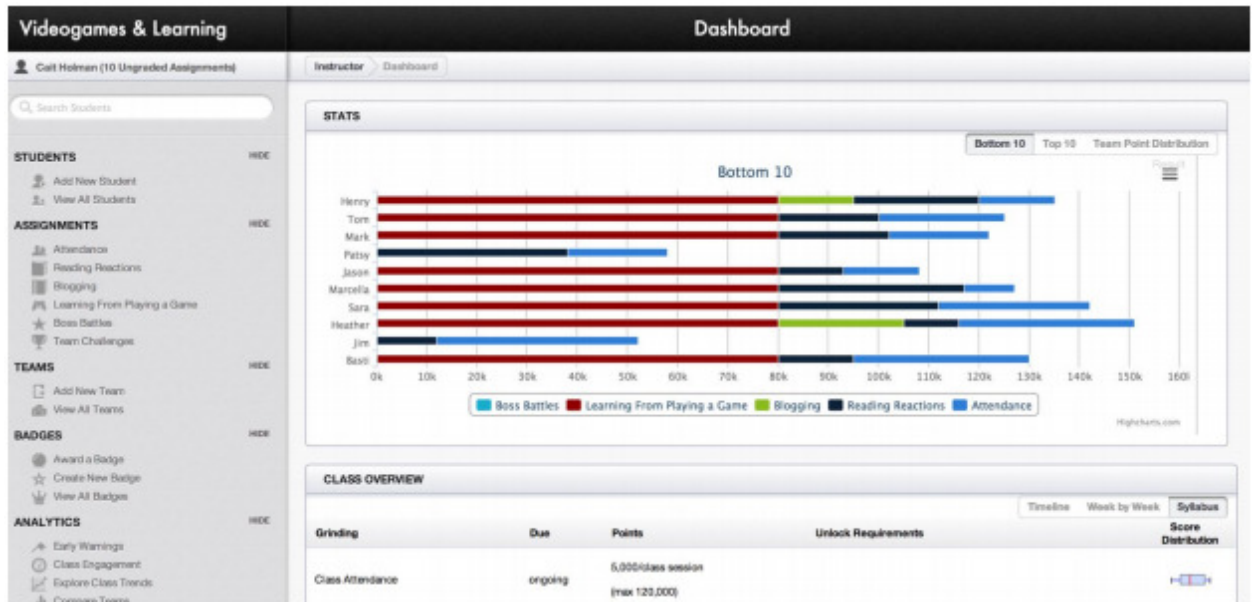 Videogames & Learning
Dashboard
Cait Holman (10 Ungraded Assignments)
Instructor
Dashboard
Search Students
STUDENTS HIDE
Add New Student
View All Students
ASSIGNMENTS HIDE
Attendance
Reading Reactions
Blogging
Learning From Playing a Game
Boss Battles
Team Challenges
TEAMS HIDE
Add New Team
View All Teams
BADGES HIDE
Award a Badge
Create New Badge
View All Badges
ANALYTICS HIDE
Early Warnings
Class Engagement
Explore Class Trends
Compare Teams
STATS
Bottom 10 Top 10 Team Point Distribution
Bottom 10
Henry
Tom
Mark
Patsy
Jason
Marcella
Sara
Heather
Jim
Basti
0k 10k 20k 30k 40k 50k 60k 70k 80k 90k 100k 110k 120k 130k 140k 150k 160
Boss Battles Learning From Playing a Game Blogging Reading Reactions Attendance
Highcharts.com
CLASS OVERVIEW
Timeline Week by Week Syllabus
Grinding Due Points Unlock Requirements Score
Distribution
Class Attendance ongoing 5,000/class session
(max 120,000)